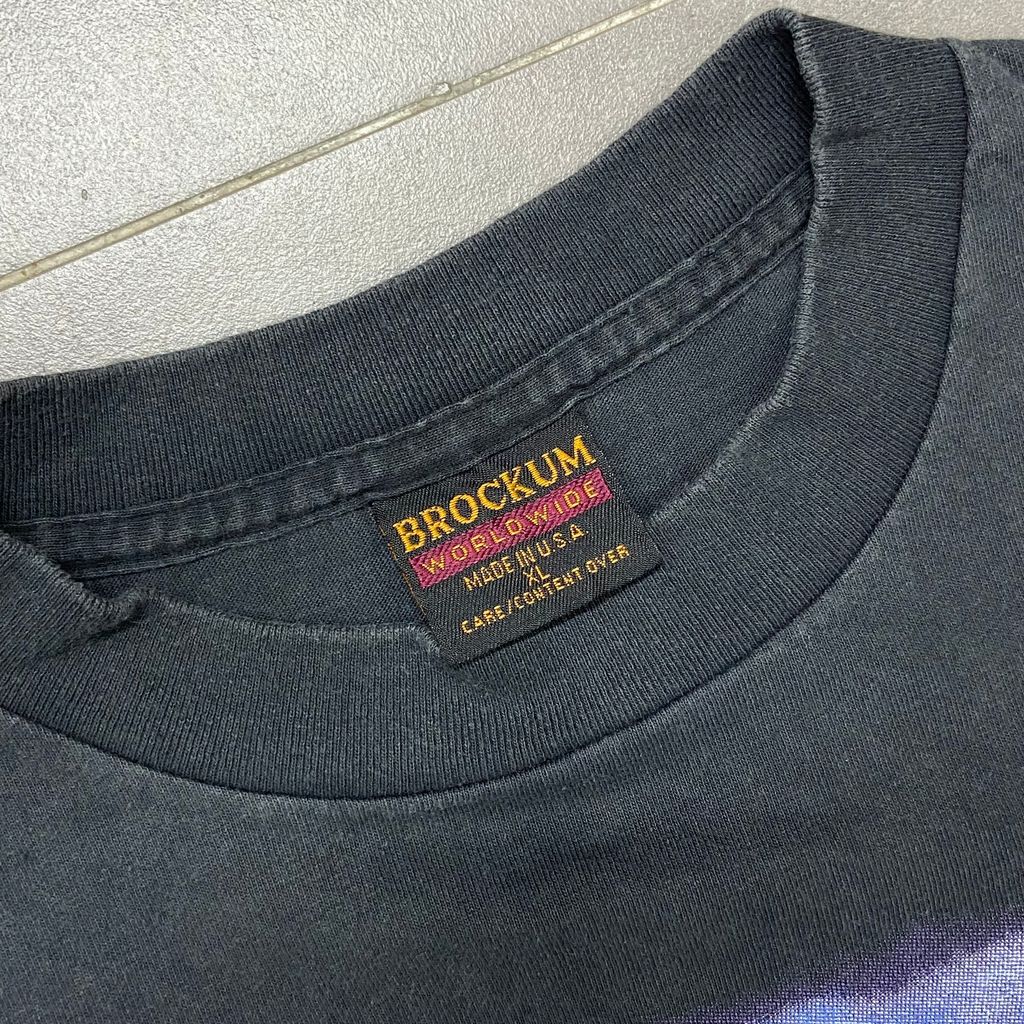 BROCKUM
WORLDWIDE
MADE IN U.S.A
XL
CARE/CONTENT OVER